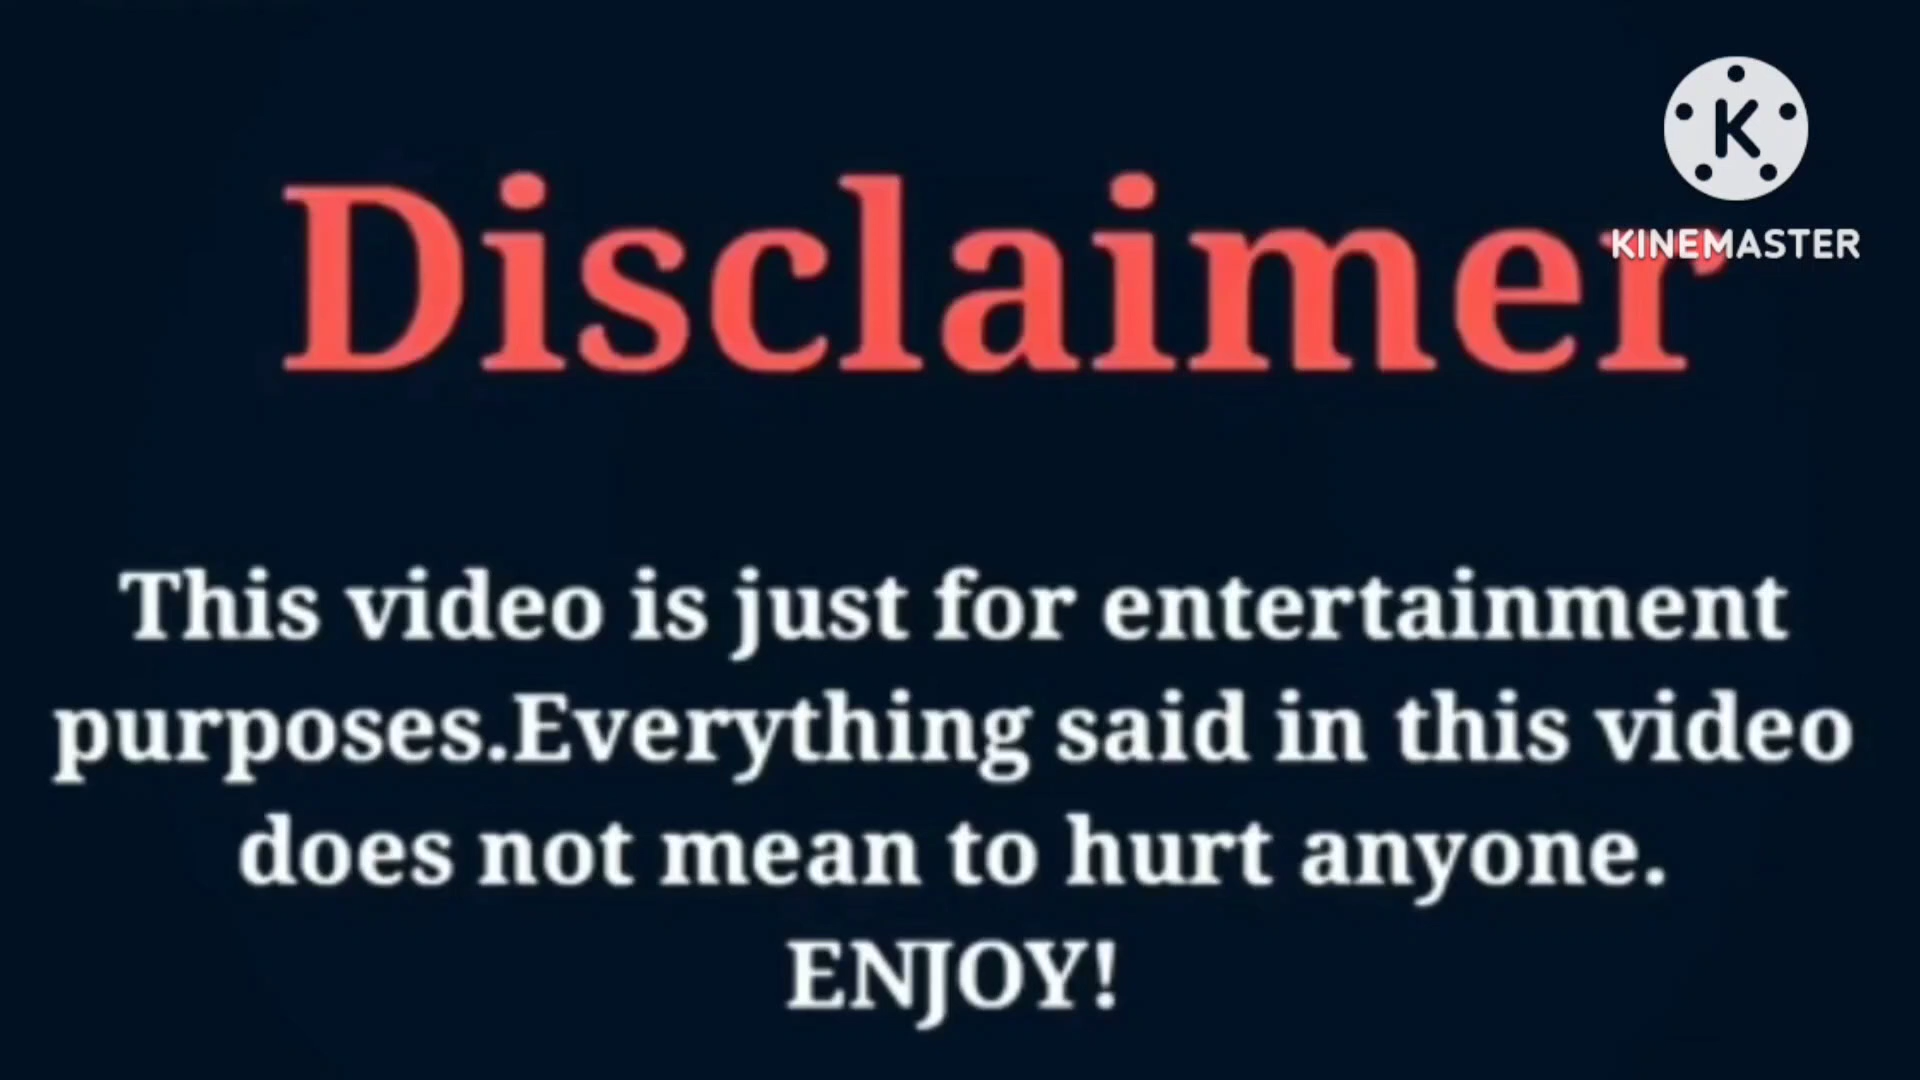 K
KINEMASTER
Disclaimer
This video is just for entertainment
purposes.Everything said in this video
does not mean to hurt anyone.
ENJOY!